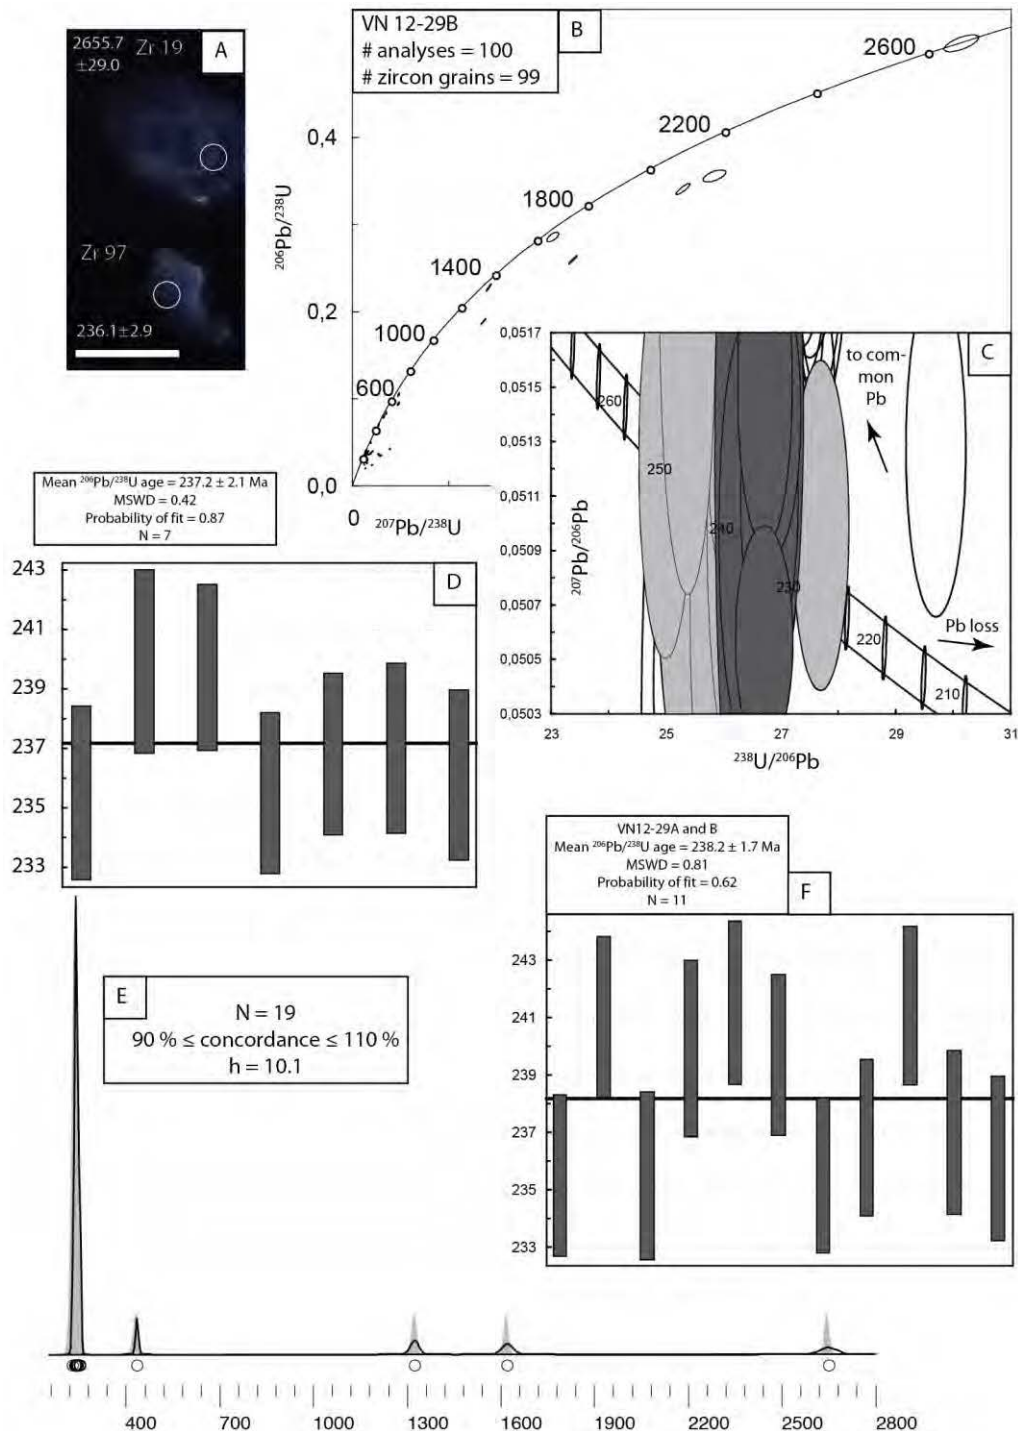 2655.7
±29.0
Zr 19
A
Zr 97
236.1±2.9
VN 12-29B
# analyses = 100
# zircon grains = 99
B
2600
2200
1800
1400
1000
600
0,4
0,2
0,0
²⁰⁶Pb/²³⁸U
0
²⁰⁷Pb/²³⁸U
C
to com-
mon
Pb
Pb loss
260
250
240
230
220
210
0,0517
0,0515
0,0513
0,0511
0,0509
0,0507
0,0505
0,0503
²⁰⁷Pb/²⁰⁶Pb
23
25
27
29
31
²³⁸U/²⁰⁶Pb
Mean ²⁰⁶Pb/²³⁸U age = 237.2 ± 2.1 Ma
MSWD = 0.42
Probability of fit = 0.87
N = 7
D
243
241
239
237
235
233
VN12-29A and B
Mean ²⁰⁶Pb/²³⁸U age = 238.2 ± 1.7 Ma
MSWD = 0.81
Probability of fit = 0.62
N = 11
F
243
241
239
237
235
233
E
N = 19
90 % ≤ concordance ≤ 110 %
h = 10.1
400
700
1000
1300
1600
1900
2200
2500
2800